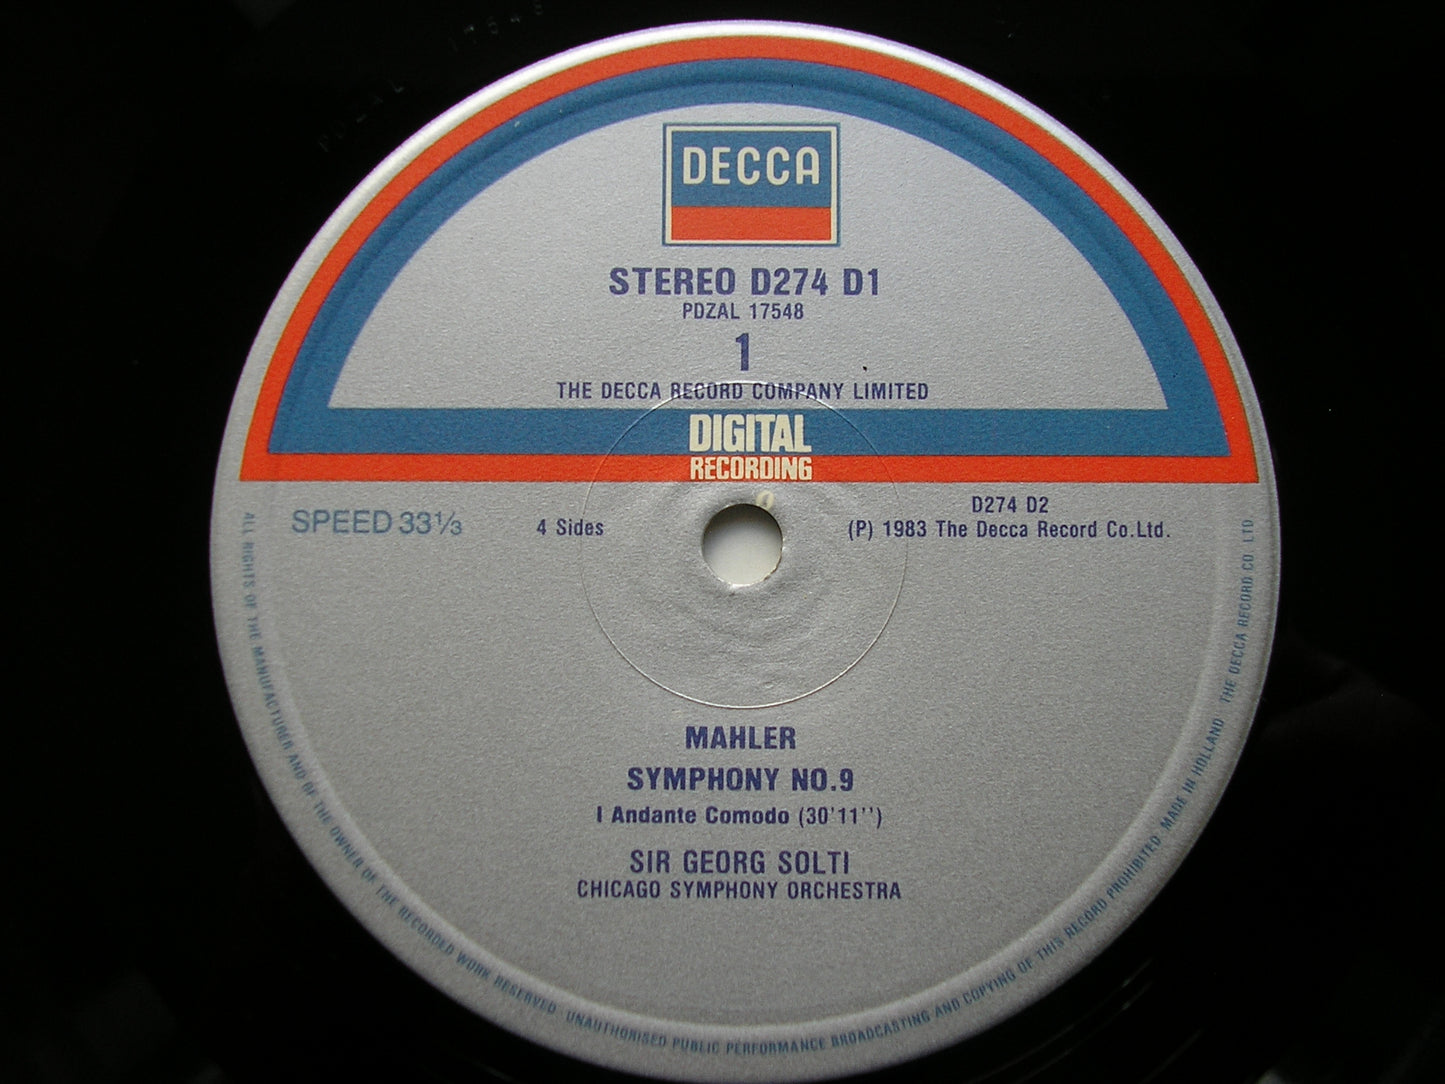 DECCA
STEREO D274 D1
PDZAL 17548
1
THE DECCA RECORD COMPANY LIMITED
DIGITAL
RECORDING
SPEED 33⅓
4 Sides
D274 D2
(P) 1983 The Decca Record Co.Ltd.
MAHLER
SYMPHONY NO.9
I Andante Comodo (30'11'')
SIR GEORG SOLTI
CHICAGO SYMPHONY ORCHESTRA
ALL RIGHTS OF THE MANUFACTURER AND OF THE OWNER OF THE RECORDED WORK RESERVED · UNAUTHORISED PUBLIC PERFORMANCE BROADCASTING AND COPYING OF THIS RECORD PROHIBITED. MADE IN HOLLAND THE DECCA RECORD CO. LTD